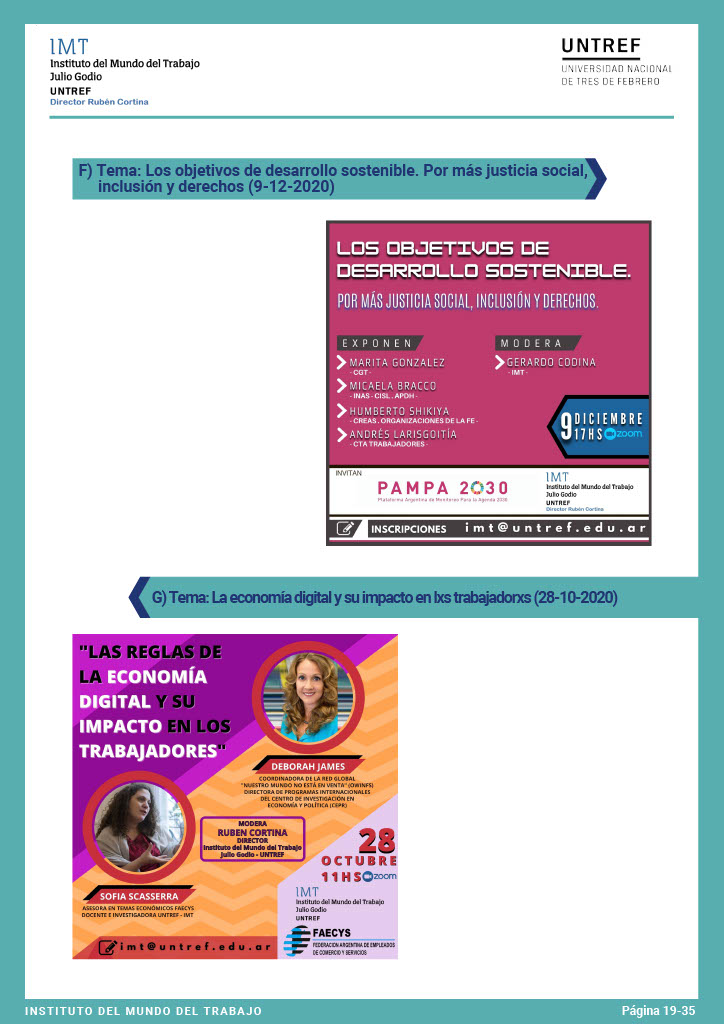 IMT
Instituto del Mundo del Trabajo
Julio Godio
UNTREF
Director Rubén Cortina
UNTREF
UNIVERSIDAD NACIONAL
DE TRES DE FEBRERO
F) Tema: Los objetivos de desarrollo sostenible. Por más justicia social,
inclusión y derechos (9-12-2020)
LOS OBJETIVOS DE
DESARROLLO SOSTENIBLE.
POR MÁS JUSTICIA SOCIAL, INCLUSIÓN Y DERECHOS.
EXPONEN
MARITA GONZALEZ
- CGT -
MICAELA BRACCO
- INAS - CISL . APDH -
HUMBERTO SHIKIYA
- CREAS . ORGANIZACIONES DE LA FE -
ANDRÉS LARISGOITÍA
- CTA TRABAJADORES -
MODERA
GERARDO CODINA
- IMT -
9 DICIEMBRE
17HS zoom
INVITAN
PAMPA 2030
Plataforma Argentina de Monitoreo Para la Agenda 2030
IMT
Instituto del Mundo del Trabajo
Julio Godio
UNTREF
Director Rubén Cortina
INSCRIPCIONES imt@untref.edu.ar
G) Tema: La economía digital y su impacto en lxs trabajadorxs (28-10-2020)
"LAS REGLAS DE
LA ECONOMÍA
DIGITAL Y SU
IMPACTO EN LOS
TRABAJADORES"
DEBORAH JAMES
COORDINADORA DE LA RED GLOBAL
"NUESTRO MUNDO NO ESTÁ EN VENTA" (OWINFS)
DIRECTORA DE PROGRAMAS INTERNACIONALES
DEL CENTRO DE INVESTIGACIÓN EN
ECONOMÍA Y POLÍTICA (CEPR)
MODERA
RUBEN CORTINA
DIRECTOR
Instituto del Mundo del Trabajo
Julio Godio - UNTREF
SOFIA SCASSERRA
ASESORA EN TEMAS ECONÓMICOS FAECYS
DOCENTE E INVESTIGADORA UNTREF - IMT
28
OCTUBRE
11HS zoom
IMT
Instituto del Mundo del Trabajo
Julio Godio
UNTREF
FAECYS
FEDERACION ARGENTINA DE EMPLEADOS
DE COMERCIO Y SERVICIOS
imt@untref.edu.ar
INSTITUTO DEL MUNDO DEL TRABAJO
Página 19-35